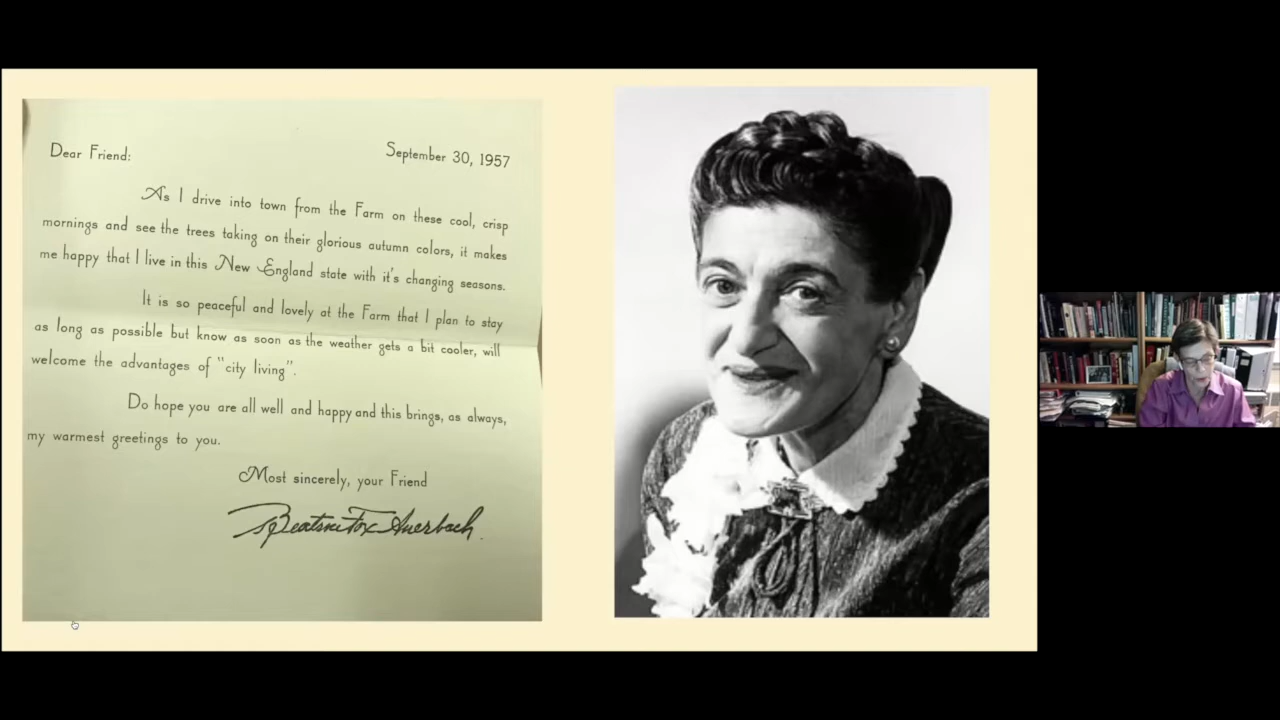 Dear Friend:
September 30, 1957
As I drive into town from the Farm on these cool, crisp
mornings and see the trees taking on their glorious autumn colors, it makes
me happy that I live in this New England state with it's changing seasons.
It is so peaceful and lovely at the Farm that I plan to stay
as long as possible but know as soon as the weather gets a bit cooler, will
welcome the advantages of "city living".
Do hope you are all well and happy and this brings, as always,
my warmest greetings to you.
Most sincerely, your Friend
Beatrice Fox Auerbach